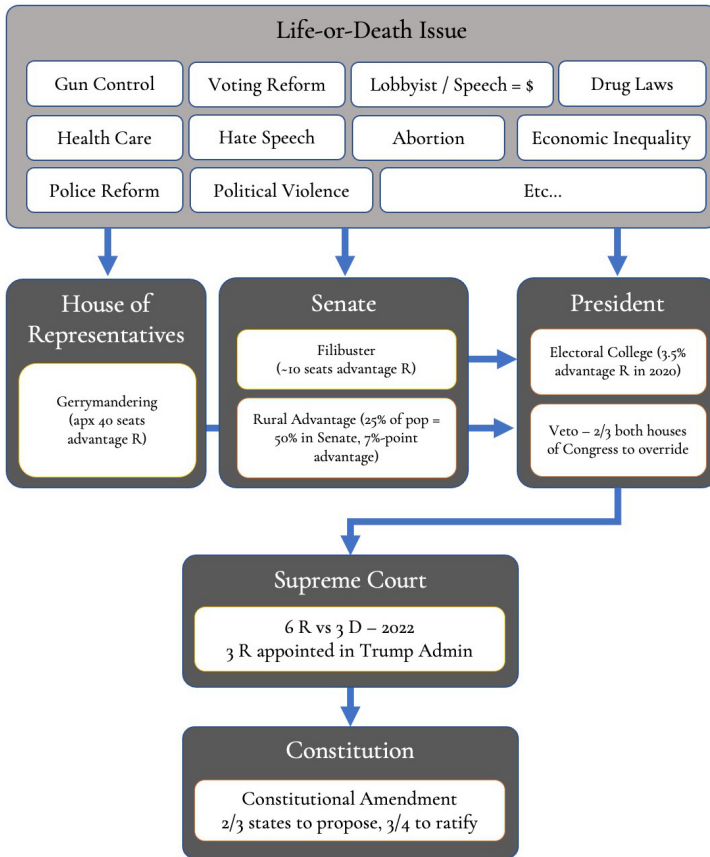 Life-or-Death Issue
Gun Control
Voting Reform
Lobbyist / Speech = $
Drug Laws
Health Care
Hate Speech
Abortion
Economic Inequality
Police Reform
Political Violence
Etc...
House of
Representatives
Gerrymandering
(apx 40 seats
advantage R)
Senate
Filibuster
(~10 seats advantage R)
Rural Advantage (25% of pop =
50% in Senate, 7%-point
advantage)
President
Electoral College (3.5%
advantage R in 2020)
Veto – 2/3 both houses
of Congress to override
Supreme Court
6 R vs 3 D – 2022
3 R appointed in Trump Admin
Constitution
Constitutional Amendment
2/3 states to propose, 3/4 to ratify